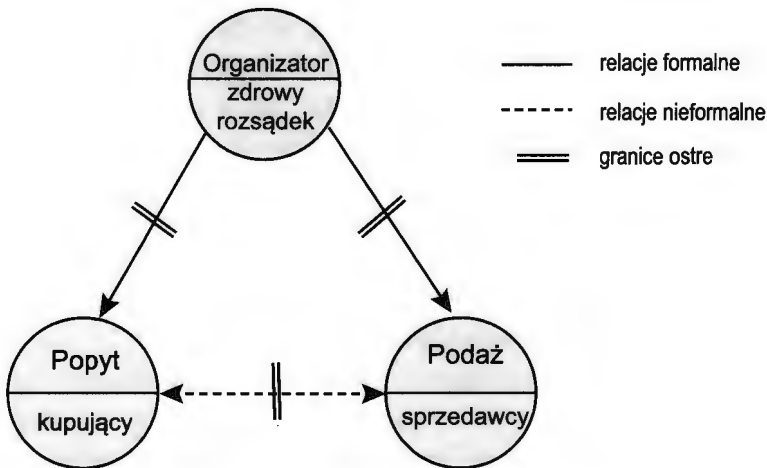 Organizator
zdrowy
rozsądek
relacje formalne
relacje nieformalne
granice ostre
Popyt
kupujący
Podaż
sprzedawcy